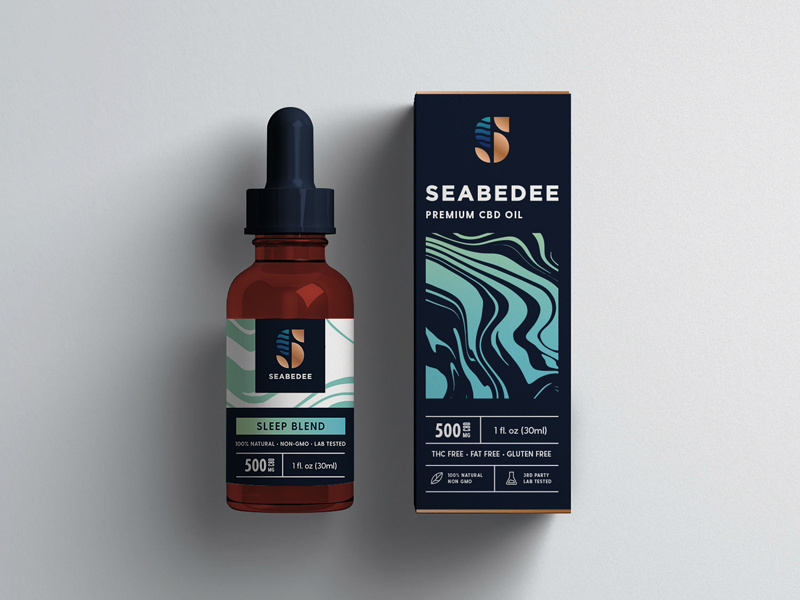 SEABEDEE
SLEEP BLEND
100% NATURAL • NON-GMO • LAB TESTED
500 MG CBD
1 fl. oz (30ml)
SEABEDEE
PREMIUM CBD OIL
500 MG CBD
1 fl. oz (30ml)
THC FREE • FAT FREE • GLUTEN FREE
100% NATURAL
NON GMO
3RD PARTY
LAB TESTED